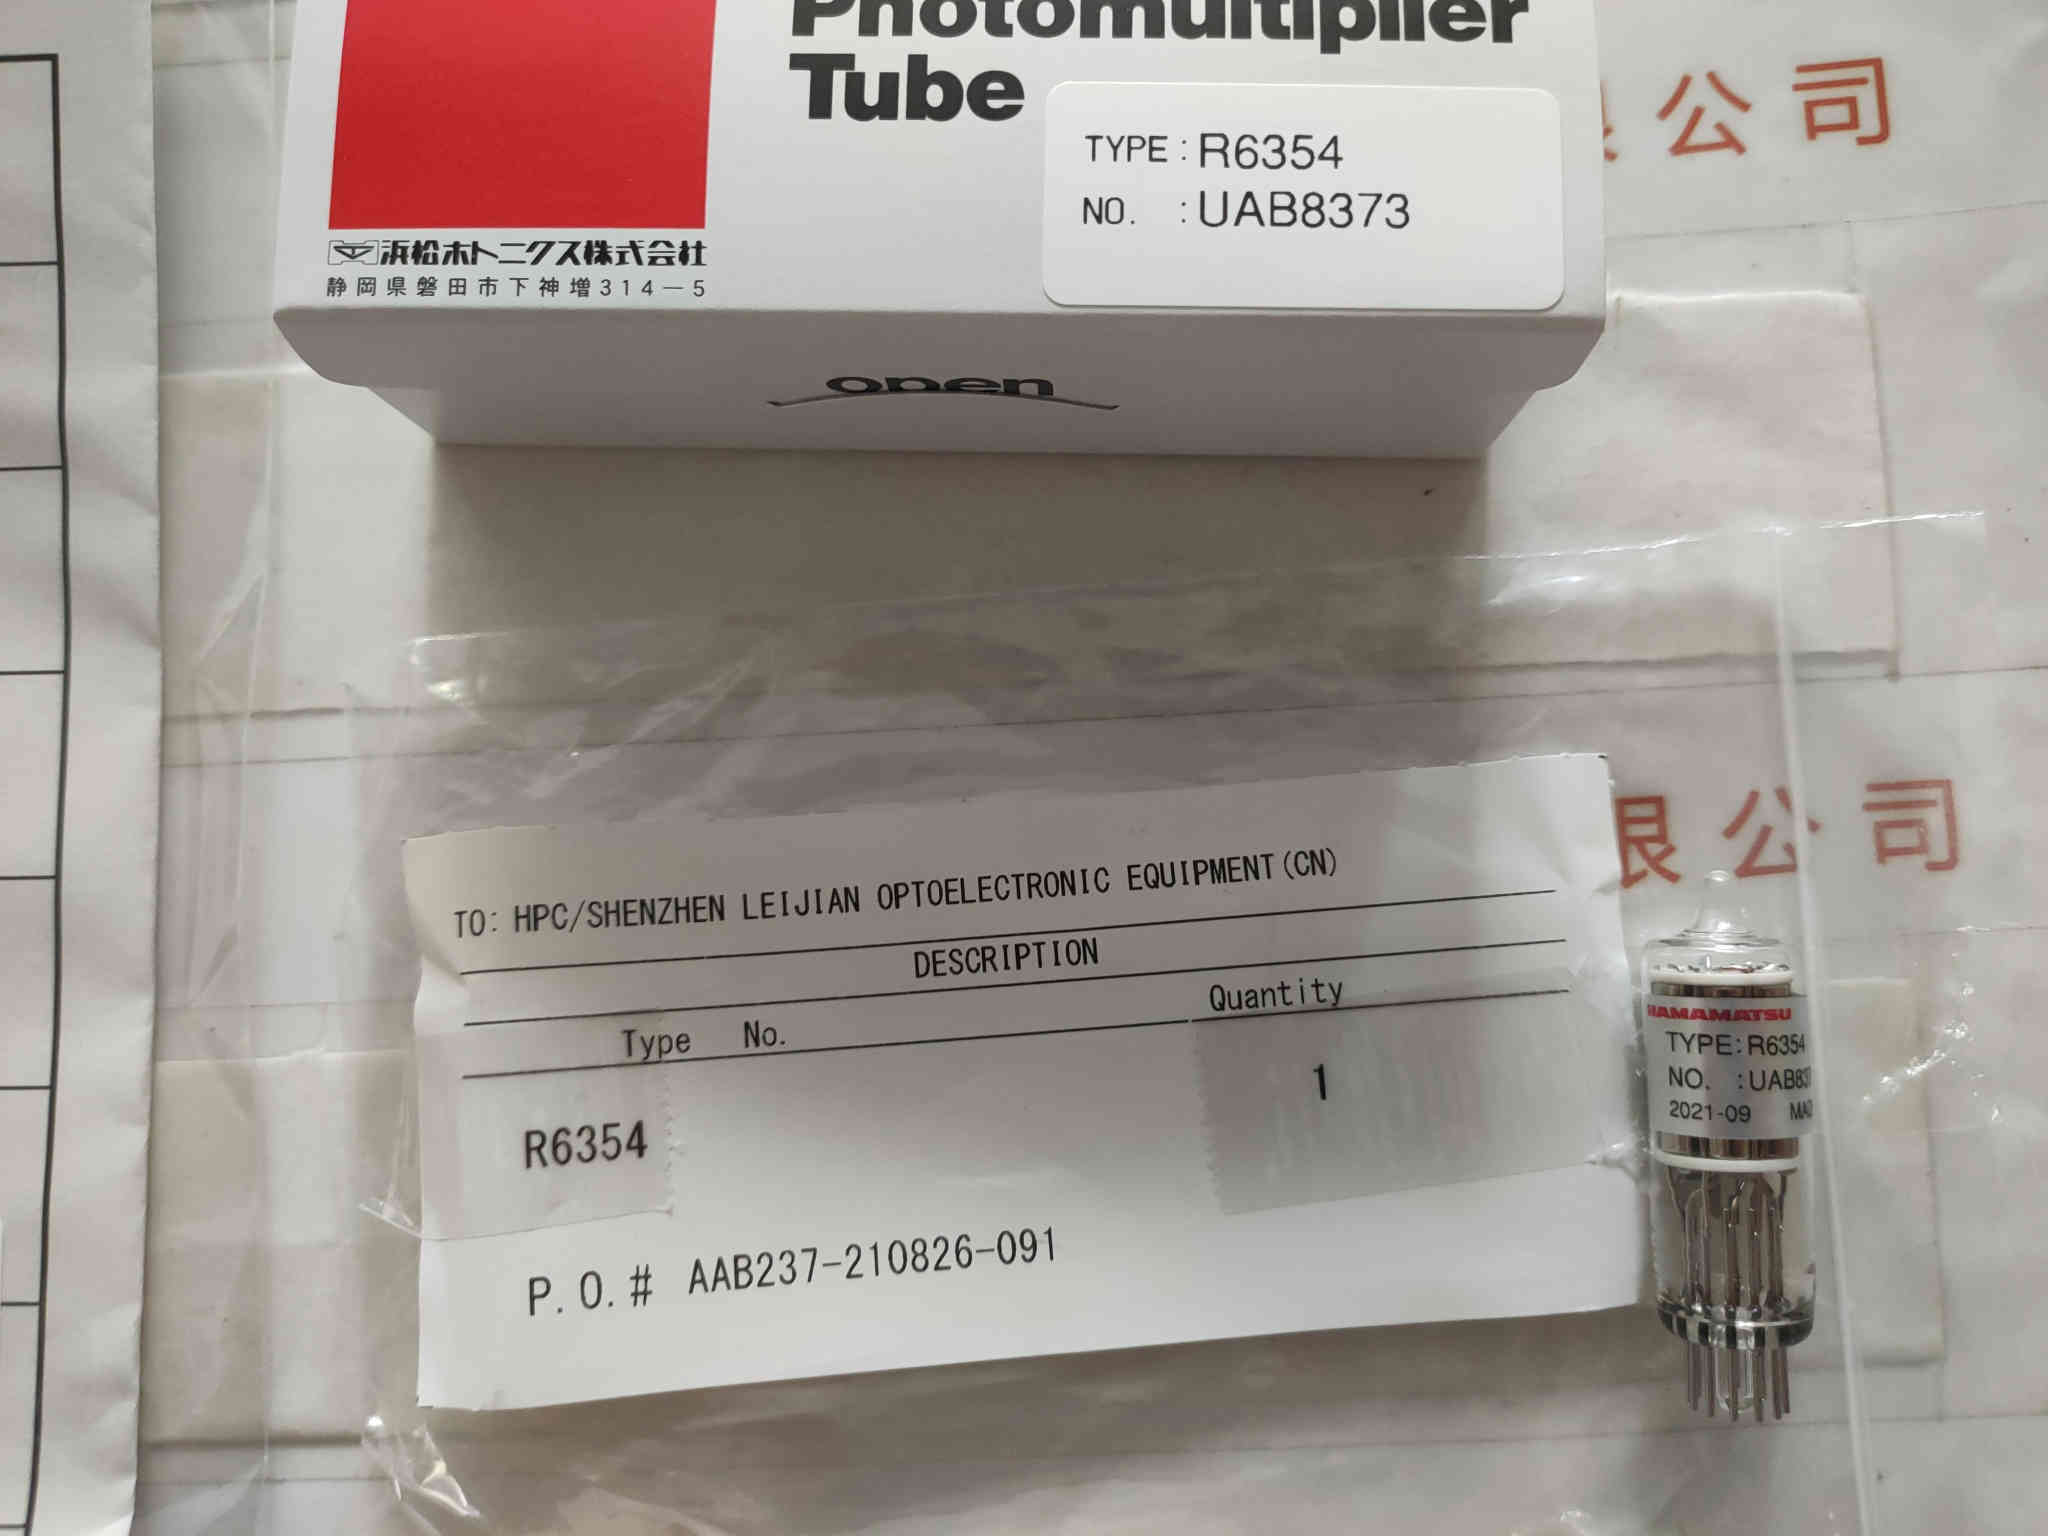 Photomultiplier
Tube
TYPE : R6354
NO. : UAB8373
浜松ホトニクス株式会社
静岡県磐田市下神増314－5
open
公司
限公司
TO: HPC/SHENZHEN LEIJIAN OPTOELECTRONIC EQUIPMENT(CN)
DESCRIPTION
Type No.
Quantity
R6354
1
P.O.# AAB237-210826-091
HAMAMATSU
TYPE: R6354
NO. : UAB837
2021-09